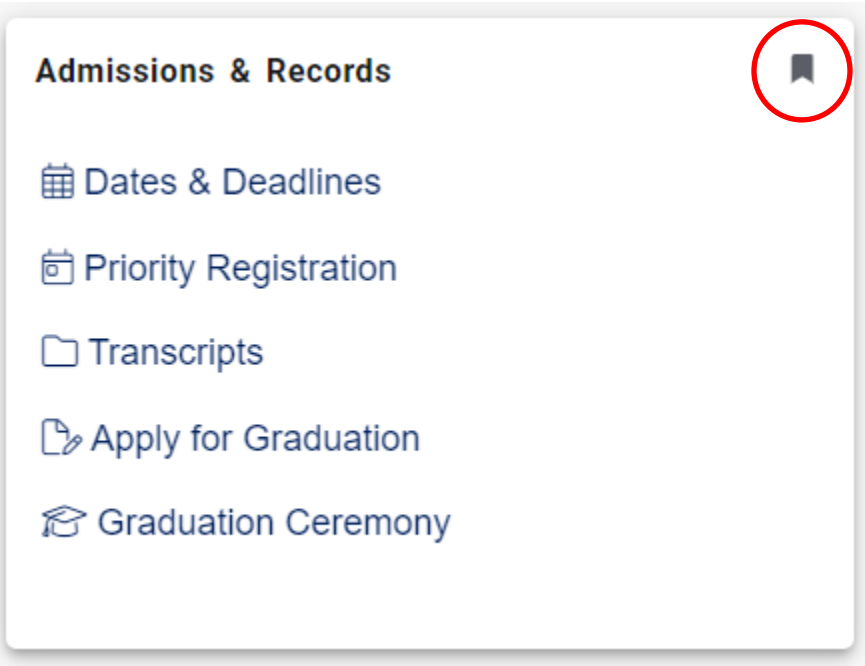 Admissions & Records
Dates & Deadlines
Priority Registration
Transcripts
Apply for Graduation
Graduation Ceremony